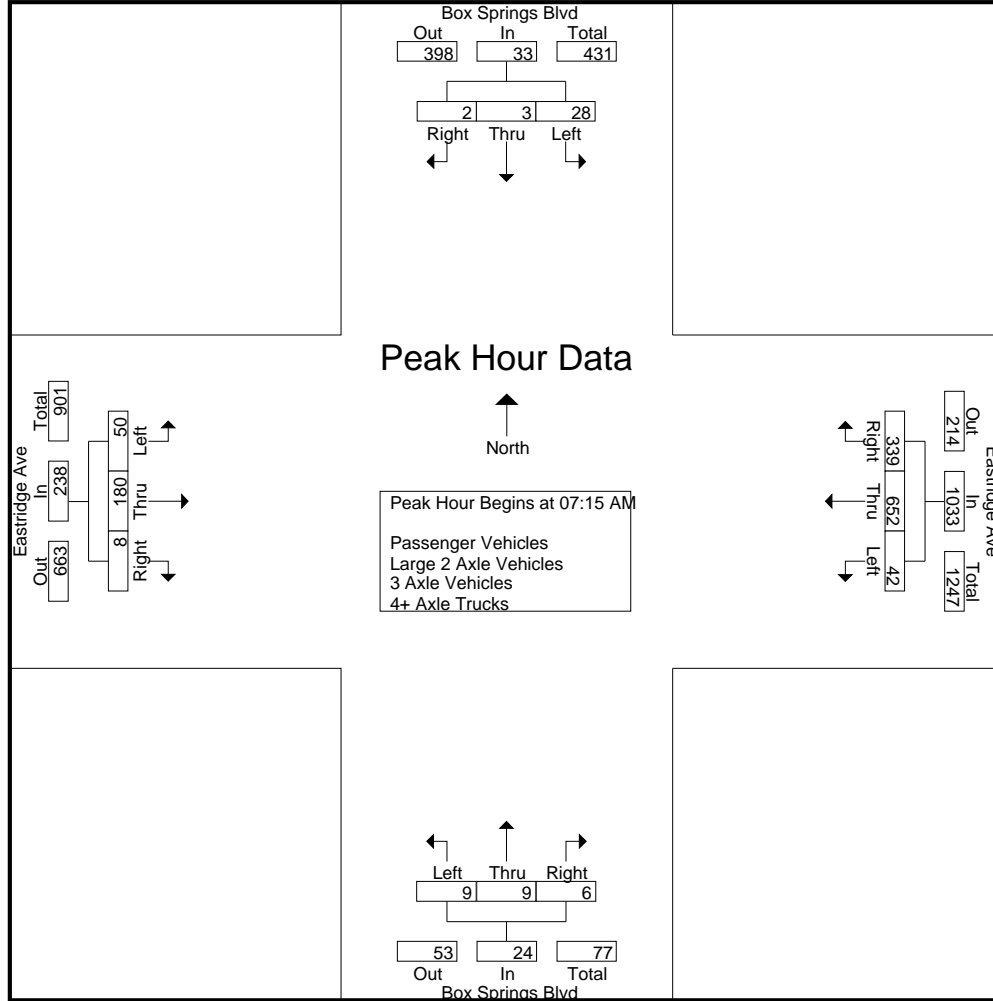 Box Springs Blvd
Out In Total
398 33 431
2 3 28
Right Thru Left
Peak Hour Data
North
Peak Hour Begins at 07:15 AM
Passenger Vehicles
Large 2 Axle Vehicles
3 Axle Vehicles
4+ Axle Trucks
Eastridge Ave
Total In Out
901 238 663
50 180 8
Left Thru Right
Right Thru Left
339 652 42
214 1033 1247
Out In Total
Eastridge Ave
Left Thru Right
9 9 6
53 24 77
Out In Total
Box Springs Blvd